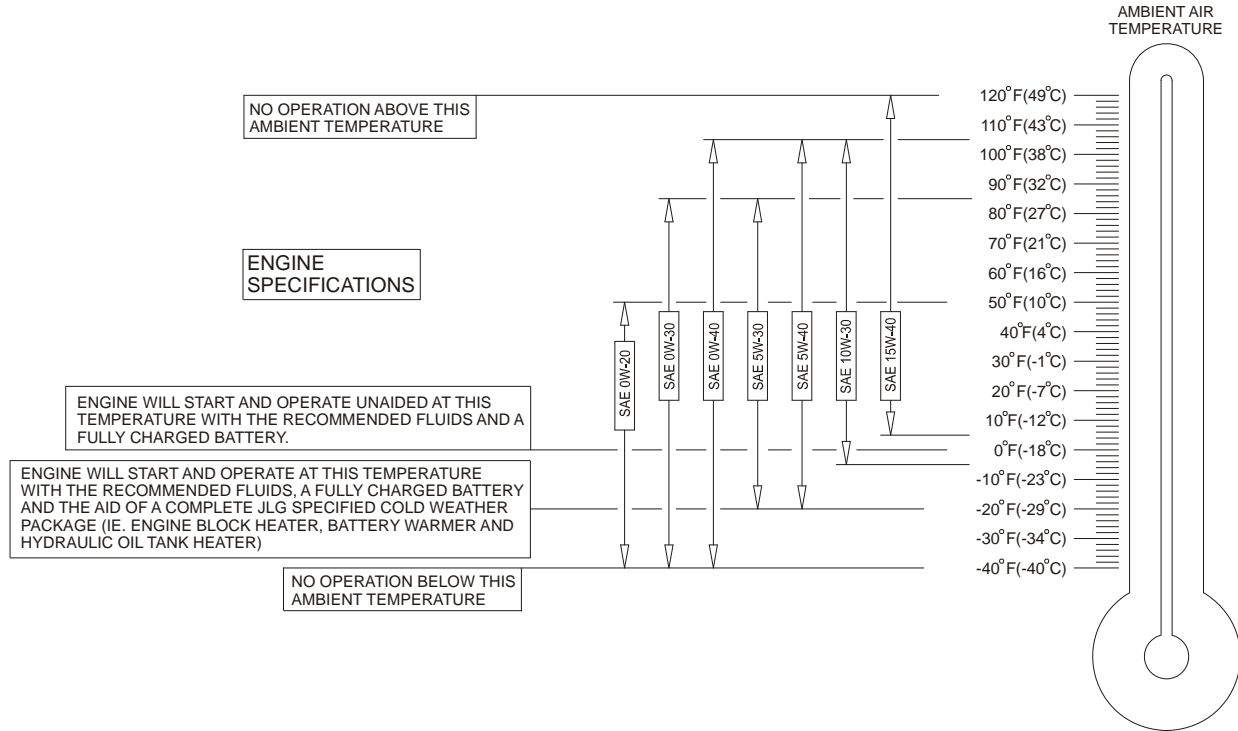 AMBIENT AIR
TEMPERATURE
NO OPERATION ABOVE THIS
AMBIENT TEMPERATURE
120°F(49°C)
110°F(43°C)
100°F(38°C)
90°F(32°C)
80°F(27°C)
70°F(21°C)
60°F(16°C)
50°F(10°C)
40°F(4°C)
30°F(-1°C)
20°F(-7°C)
10°F(-12°C)
0°F(-18°C)
-10°F(-23°C)
-20°F(-29°C)
-30°F(-34°C)
-40°F(-40°C)
ENGINE
SPECIFICATIONS
SAE 0W-20
SAE 0W-30
SAE 0W-40
SAE 5W-30
SAE 5W-40
SAE 10W-30
SAE 15W-40
ENGINE WILL START AND OPERATE UNAIDED AT THIS
TEMPERATURE WITH THE RECOMMENDED FLUIDS AND A
FULLY CHARGED BATTERY.
ENGINE WILL START AND OPERATE AT THIS TEMPERATURE
WITH THE RECOMMENDED FLUIDS, A FULLY CHARGED BATTERY
AND THE AID OF A COMPLETE JLG SPECIFIED COLD WEATHER
PACKAGE (IE. ENGINE BLOCK HEATER, BATTERY WARMER AND
HYDRAULIC OIL TANK HEATER)
NO OPERATION BELOW THIS
AMBIENT TEMPERATURE